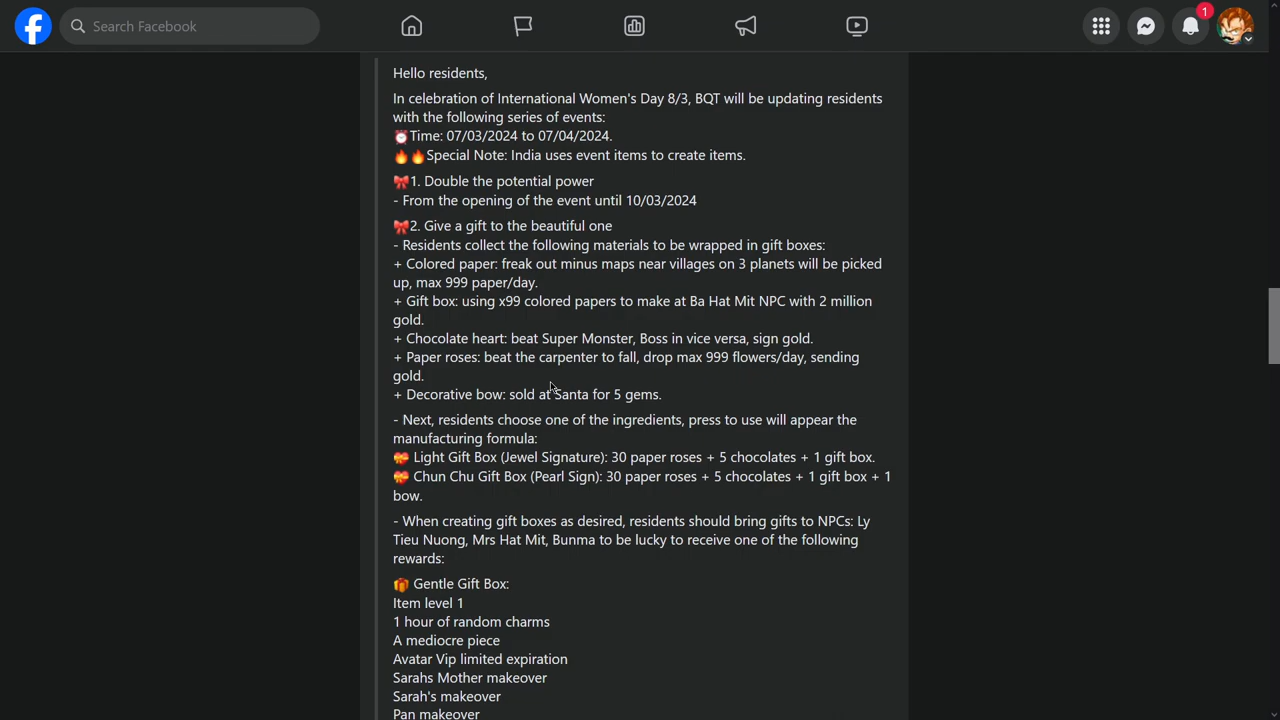 Search Facebook
1
Hello residents,
In celebration of International Women's Day 8/3, BQT will be updating residents
with the following series of events:
⏰Time: 07/03/2024 to 07/04/2024.
🔥🔥Special Note: India uses event items to create items.
🎀1. Double the potential power
- From the opening of the event until 10/03/2024
🎀2. Give a gift to the beautiful one
- Residents collect the following materials to be wrapped in gift boxes:
+ Colored paper: freak out minus maps near villages on 3 planets will be picked
up, max 999 paper/day.
+ Gift box: using x99 colored papers to make at Ba Hat Mit NPC with 2 million
gold.
+ Chocolate heart: beat Super Monster, Boss in vice versa, sign gold.
+ Paper roses: beat the carpenter to fall, drop max 999 flowers/day, sending
gold.
+ Decorative bow: sold at Santa for 5 gems.
- Next, residents choose one of the ingredients, press to use will appear the
manufacturing formula:
💝 Light Gift Box (Jewel Signature): 30 paper roses + 5 chocolates + 1 gift box.
💝 Chun Chu Gift Box (Pearl Sign): 30 paper roses + 5 chocolates + 1 gift box + 1
bow.
- When creating gift boxes as desired, residents should bring gifts to NPCs: Ly
Tieu Nuong, Mrs Hat Mit, Bunma to be lucky to receive one of the following
rewards:
🎁 Gentle Gift Box:
Item level 1
1 hour of random charms
A mediocre piece
Avatar Vip limited expiration
Sarahs Mother makeover
Sarah's makeover
Pan makeover